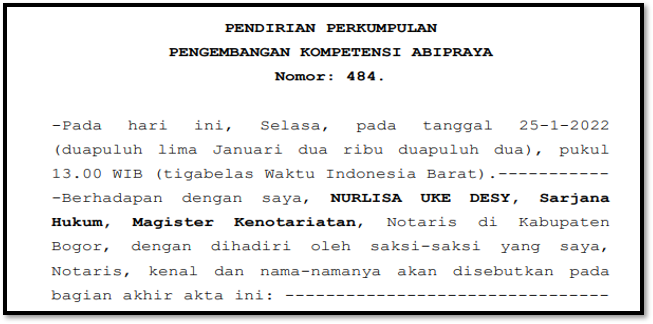 PENDIRIAN PERKUMPULAN
PENGEMBANGAN KOMPETENSI ABIPRAYA
Nomor: 484.
-Pada hari ini, Selasa, pada tanggal 25-1-2022
(duapuluh lima Januari dua ribu duapuluh dua), pukul
13.00 WIB (tigabelas Waktu Indonesia Barat).-----------
-Berhadapan dengan saya, NURLISA UKE DESY, Sarjana
Hukum, Magister Kenotariatan, Notaris di Kabupaten
Bogor, dengan dihadiri oleh saksi-saksi yang saya,
Notaris, kenal dan nama-namanya akan disebutkan pada
bagian akhir akta ini: --------------------------------